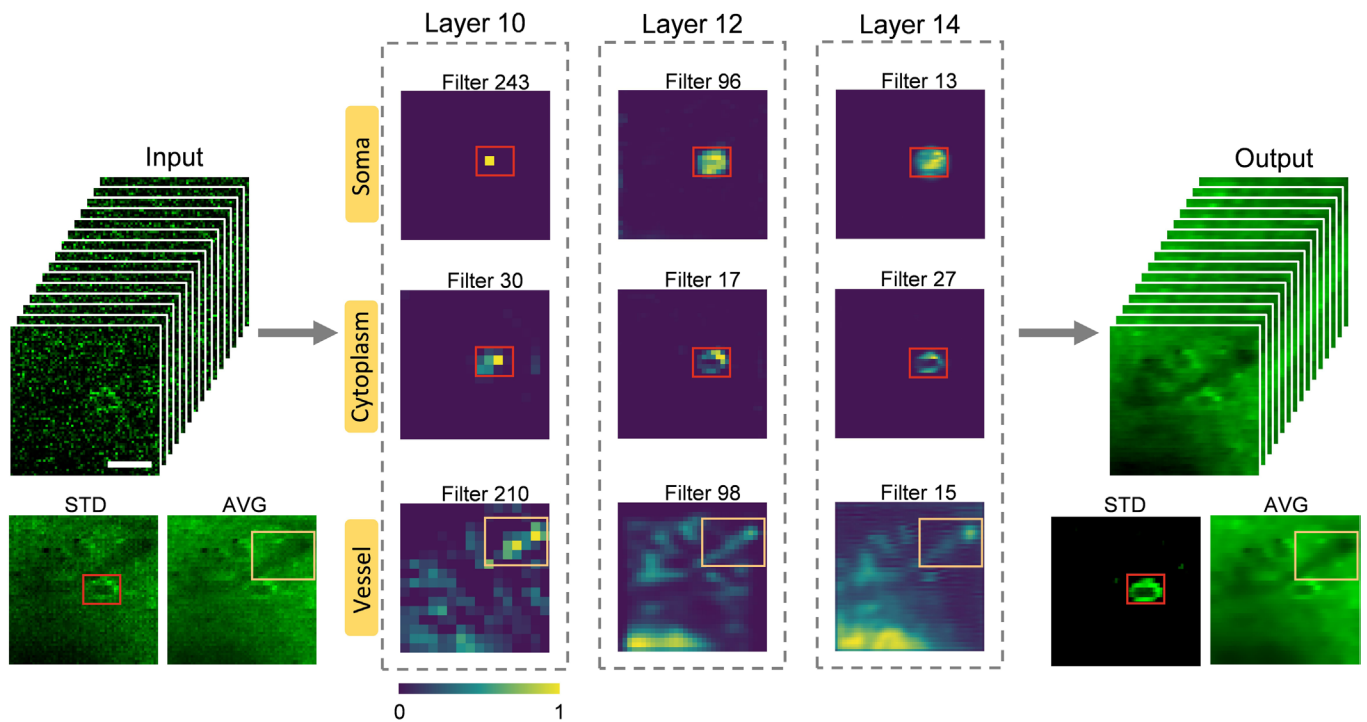 Layer 10
Layer 12
Layer 14
Filter 243
Filter 96
Filter 13
Soma
Input
Output
Filter 30
Filter 17
Filter 27
Cytoplasm
STD
AVG
Filter 210
Filter 98
Filter 15
STD
AVG
Vessel
0
1